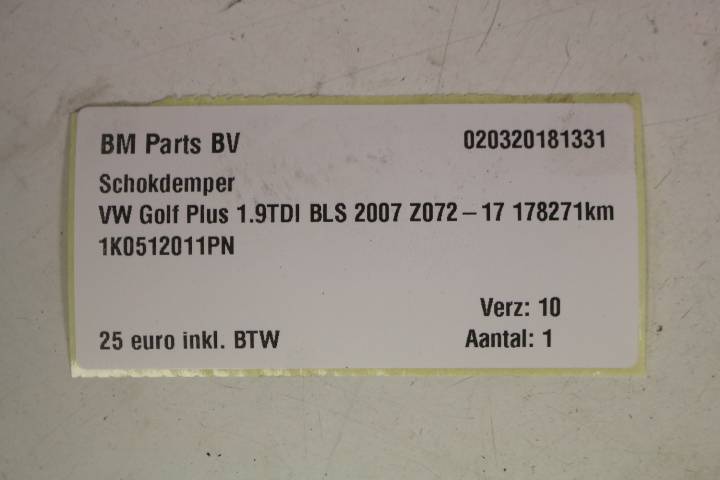 BM Parts BV 020320181331
Schokdemper
VW Golf Plus 1.9TDI BLS 2007 Z072 – 17 178271km
1K0512011PN
Verz: 10
25 euro inkl. BTW Aantal: 1